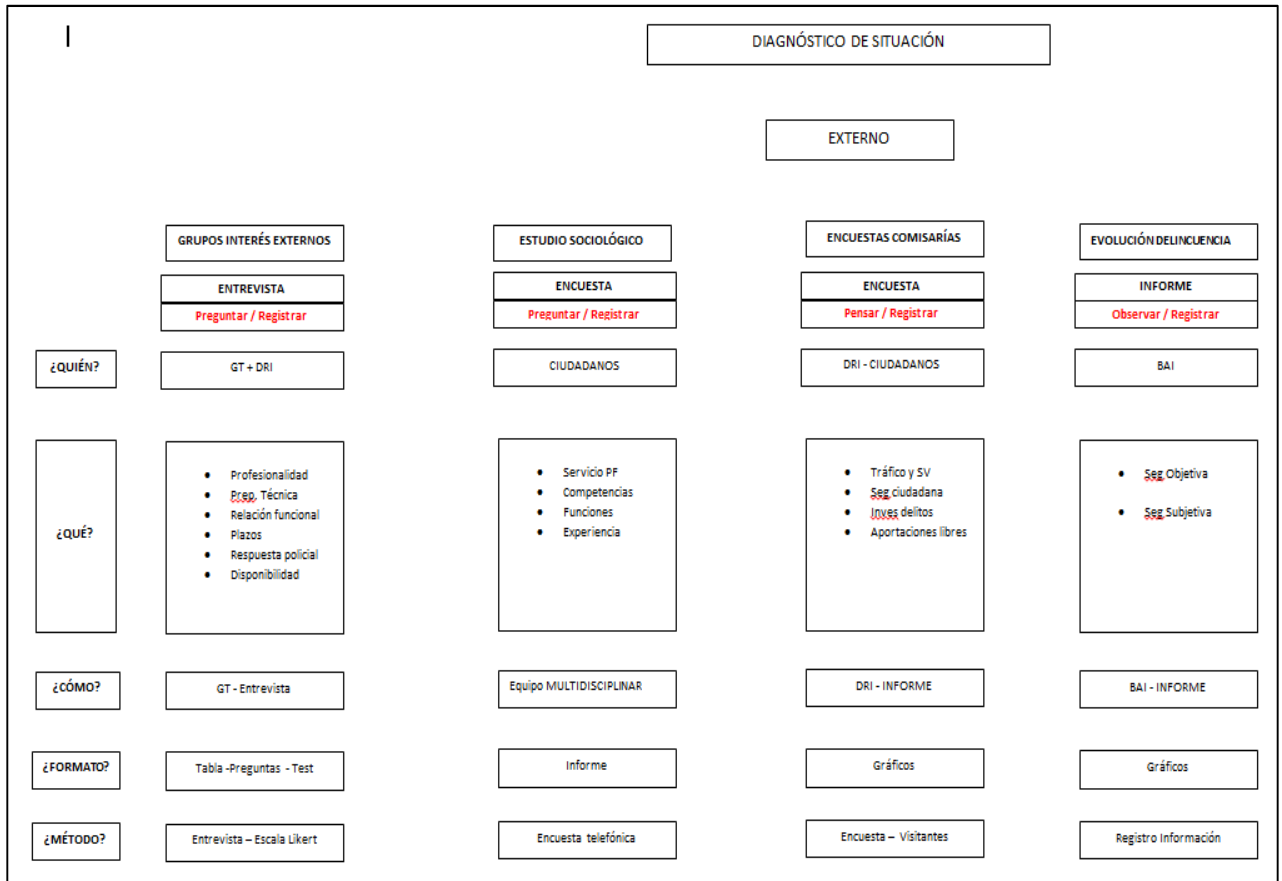 DIAGNÓSTICO DE SITUACIÓN
EXTERNO
GRUPOS INTERÉS EXTERNOS
ESTUDIO SOCIOLÓGICO
ENCUESTAS COMISARÍAS
EVOLUCIÓN DELINCUENCIA
ENTREVISTA
ENCUESTA
ENCUESTA
INFORME
Preguntar / Registrar
Preguntar / Registrar
Pensar / Registrar
Observar / Registrar
¿QUIÉN?
GT + DRI
CIUDADANOS
DRI - CIUDADANOS
BAI
¿QUÉ?
• Profesionalidad
• Prep. Técnica
• Relación funcional
• Plazos
• Respuesta policial
• Disponibilidad
• Servicio PF
• Competencias
• Funciones
• Experiencia
• Tráfico y SV
• Seg.ciudadana
• Inves delitos
• Aportaciones libres
• Seg.Objetiva
• Seg.Subjetiva
¿CÓMO?
GT - Entrevista
Equipo MULTIDISCIPLINAR
DRI - INFORME
BAI - INFORME
¿FORMATO?
Tabla -Preguntas - Test
Informe
Gráficos
Gráficos
¿MÉTODO?
Entrevista – Escala Likert
Encuesta telefónica
Encuesta – Visitantes
Registro Información